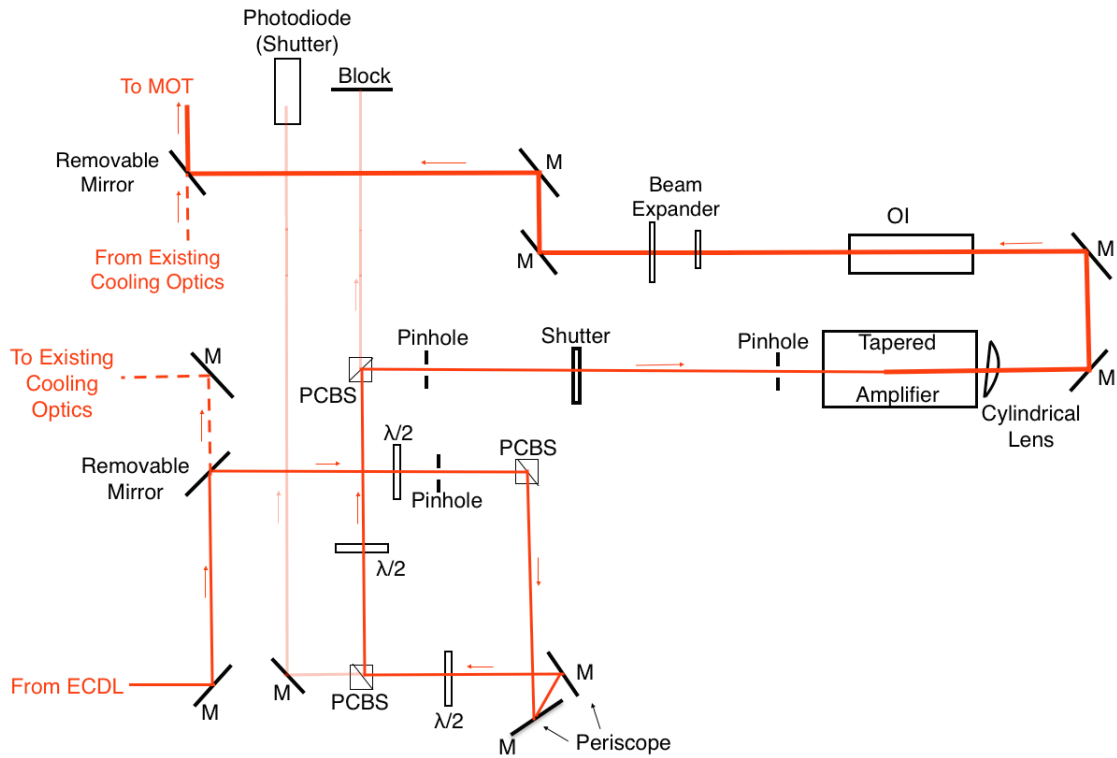 Photodiode
(Shutter)
Block
To MOT
Removable
Mirror
M
Beam
Expander
OI
M
M
From Existing
Cooling Optics
Pinhole
Shutter
Pinhole
Tapered
Amplifier
M
Cylindrical
Lens
To Existing
Cooling
Optics
M
PCBS
λ/2
PCBS
Removable
Mirror
Pinhole
λ/2
From ECDL
M
M
PCBS
λ/2
M
M
Periscope